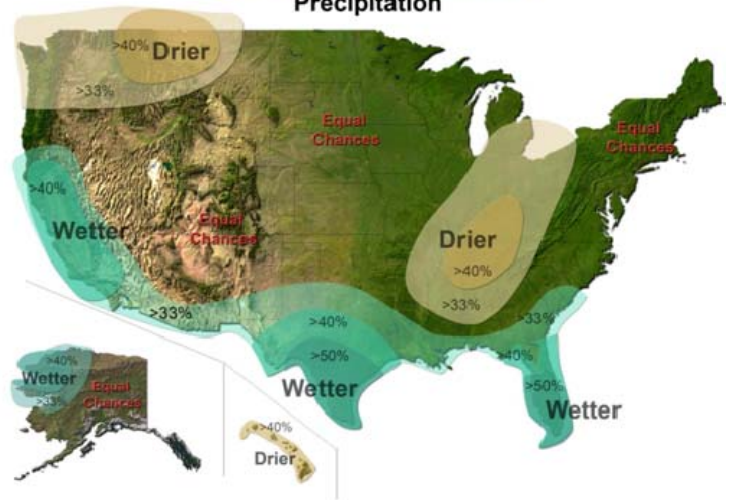 Precipitation
>40% Drier
>33%
Equal
Chances
Equal
Chances
>40%
Wetter
Equal
Chances
Drier
>40%
>33%
>33%
>33%
>40%
>40%
>50%
>50%
Wetter
Wetter
>40%
Wetter
Equal
Chances
>33%
>40%
Drier